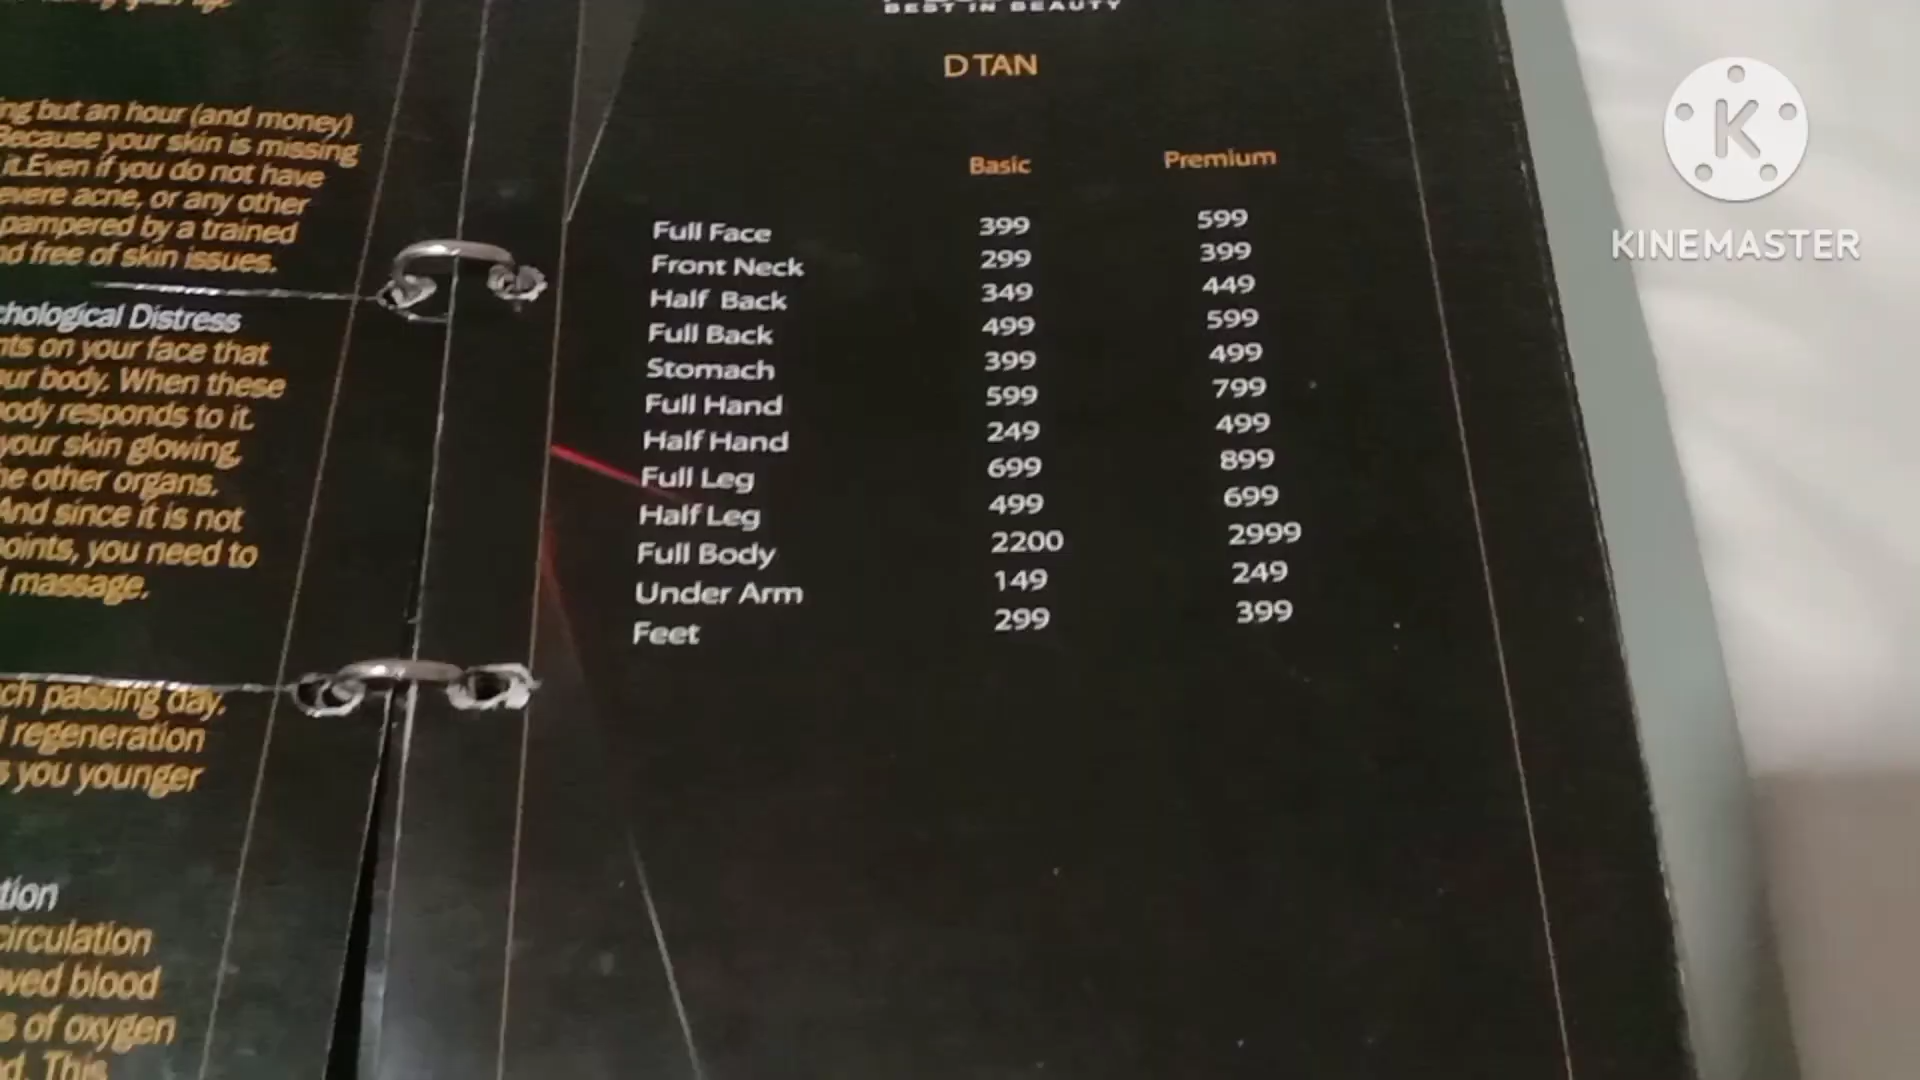 ing but an hour (and money)
Because your skin is missing
it.Even if you do not have
evere acne, or any other
pampered by a trained
nd free of skin issues.
chological Distress
nts on your face that
our body. When these
body responds to it.
your skin glowing,
he other organs.
And since it is not
points, you need to
massage.
ch passing day,
regeneration
s you younger
tion
circulation
oved blood
s of oxygen
d. This
BEST IN BEAUTY
D TAN
Basic Premium
Full Face 399 599
Front Neck 299 399
Half Back 349 449
Full Back 499 599
Stomach 399 499
Full Hand 599 799
Half Hand 249 499
Full Leg 699 899
Half Leg 499 699
Full Body 2200 2999
Under Arm 149 249
Feet 299 399
K
KINEMASTER